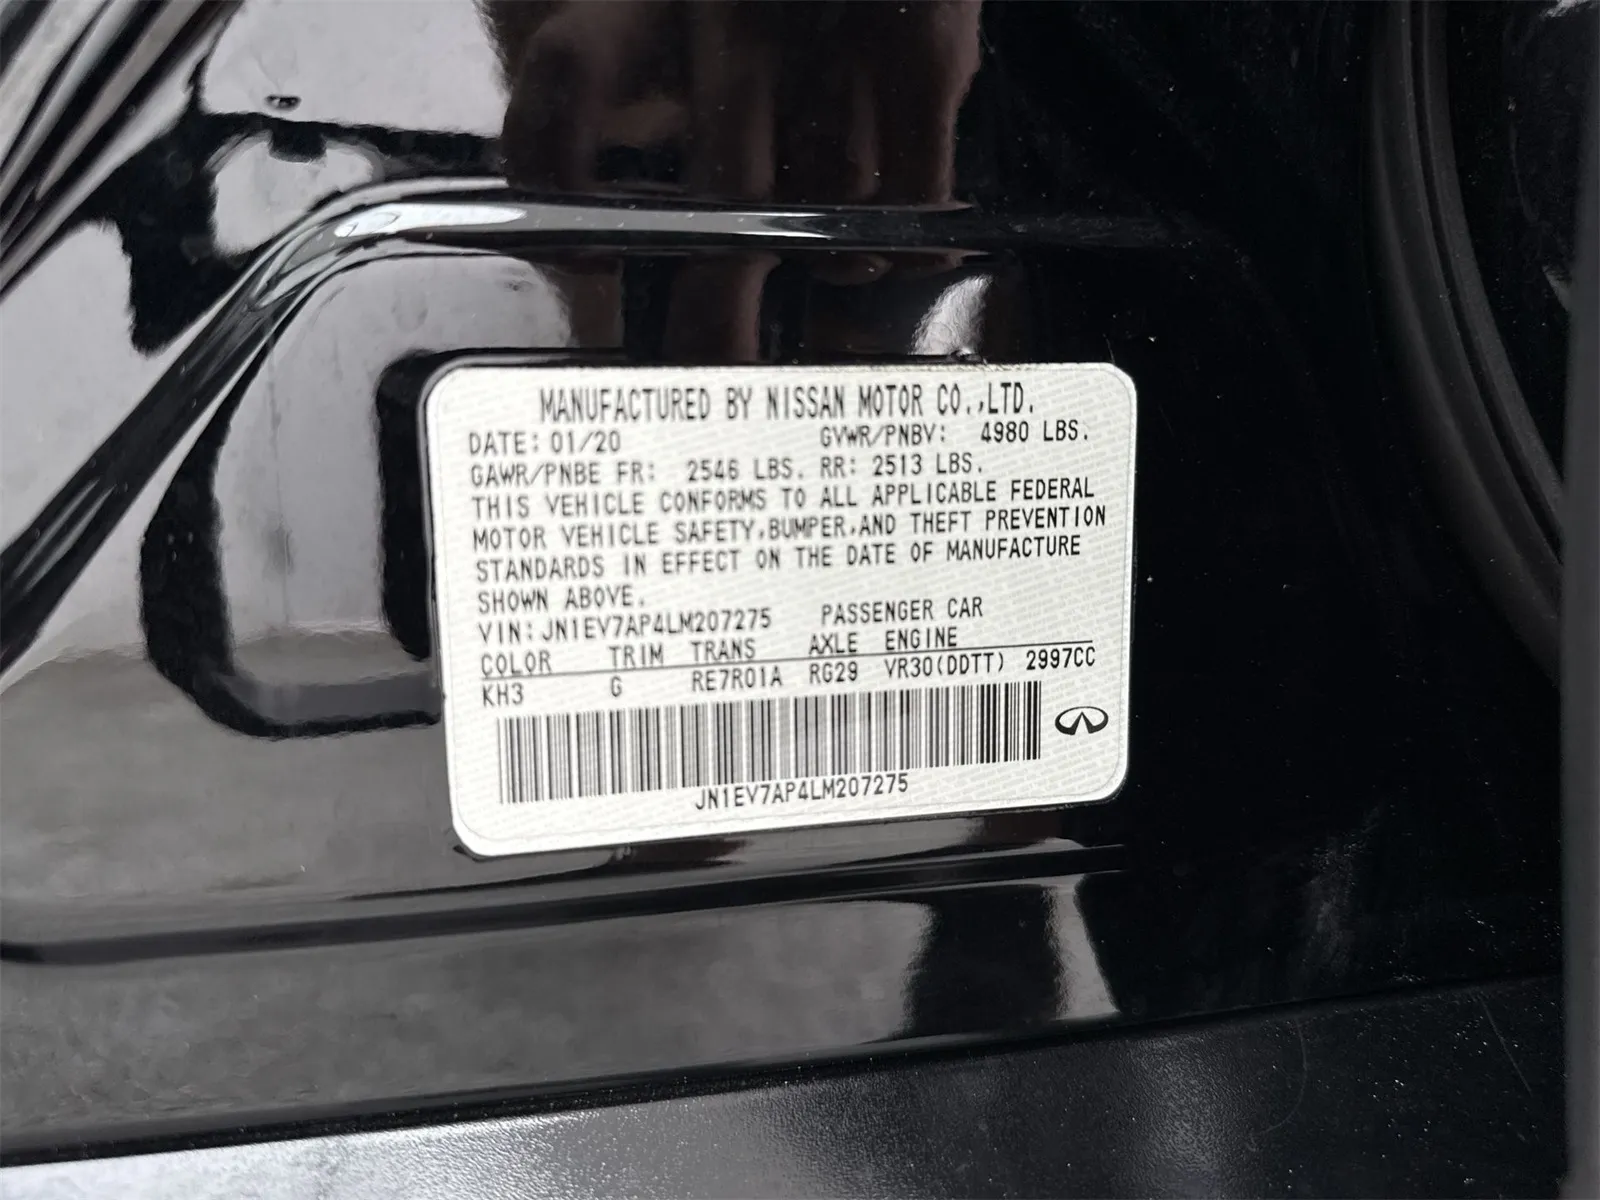 MANUFACTURED BY NISSAN MOTOR CO.,LTD.
DATE: 01/20 GVWR/PNBV: 4980 LBS.
GAWR/PNBE FR: 2546 LBS. RR: 2513 LBS.
THIS VEHICLE CONFORMS TO ALL APPLICABLE FEDERAL
MOTOR VEHICLE SAFETY,BUMPER,AND THEFT PREVENTION
STANDARDS IN EFFECT ON THE DATE OF MANUFACTURE
SHOWN ABOVE.
VIN: JN1EV7AP4LM207275 PASSENGER CAR
COLOR TRIM TRANS AXLE ENGINE
KH3 G RE7R01A RG29 VR30(DDTT) 2997CC
JN1EV7AP4LM207275